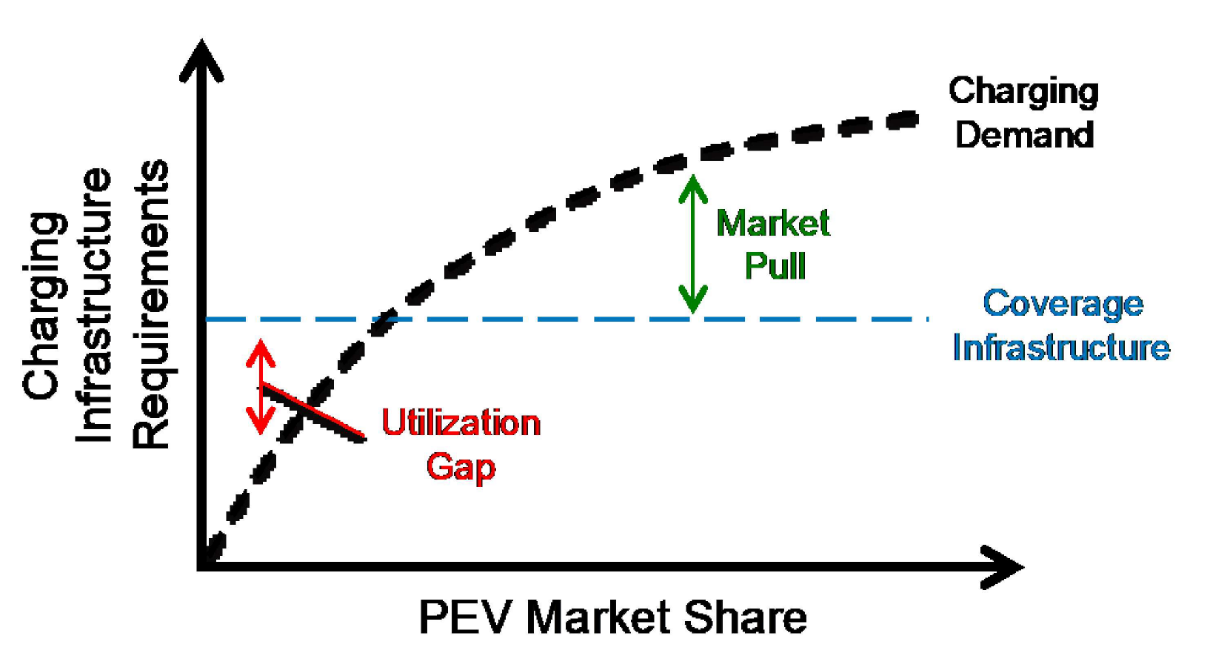 Charging
Demand
Market
Pull
Coverage
Infrastructure
Charging
Infrastructure
Requirements
Utilization
Gap
PEV Market Share